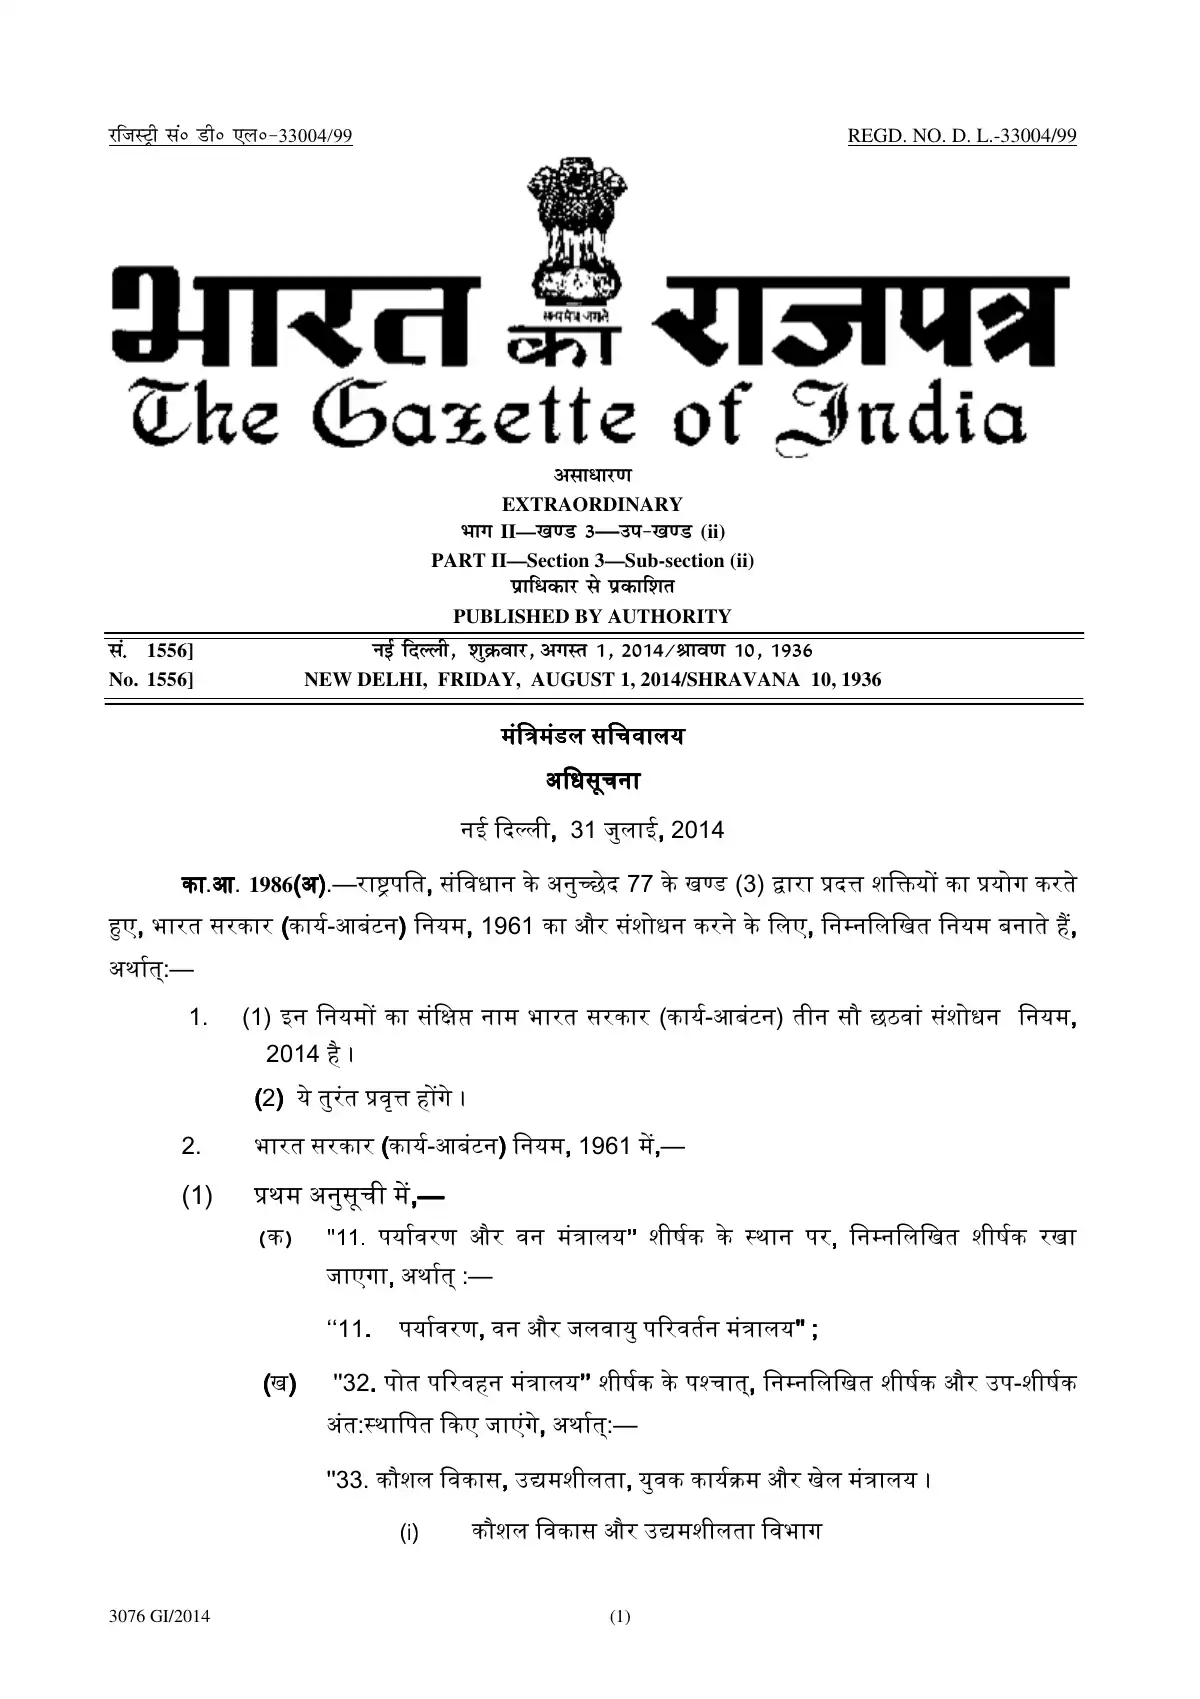 रजिस्ट्री सं० डी० एल०-33004/99
REGD. NO. D. L.-33004/99
सत्यमेव जयते
भारत का राजपत्र
The Gazette of India
असाधारण
EXTRAORDINARY
भाग II—खण्ड 3—उप-खण्ड (ii)
PART II—Section 3—Sub-section (ii)
प्राधिकार से प्रकाशित
PUBLISHED BY AUTHORITY
सं. 1556] नई दिल्ली, शुक्रवार, अगस्त 1, 2014/श्रावण 10, 1936
No. 1556] NEW DELHI, FRIDAY, AUGUST 1, 2014/SHRAVANA 10, 1936
मंत्रिमंडल सचिवालय
अधिसूचना
नई दिल्ली, 31 जुलाई, 2014
का.आ. 1986(अ).—राष्ट्रपति, संविधान के अनुच्छेद 77 के खण्ड (3) द्वारा प्रदत्त शक्तियों का प्रयोग करते
हुए, भारत सरकार (कार्य-आबंटन) नियम, 1961 का और संशोधन करने के लिए, निम्नलिखित नियम बनाते हैं,
अर्थात्:—
1. (1) इन नियमों का संक्षिप्त नाम भारत सरकार (कार्य-आबंटन) तीन सौ छठवां संशोधन नियम,
2014 है।
(2) ये तुरंत प्रवृत्त होंगे।
2. भारत सरकार (कार्य-आबंटन) नियम, 1961 में,—
(1) प्रथम अनुसूची में,—
(क) "11. पर्यावरण और वन मंत्रालय” शीर्षक के स्थान पर, निम्नलिखित शीर्षक रखा
जाएगा, अर्थात् :—
‘‘11. पर्यावरण, वन और जलवायु परिवर्तन मंत्रालय" ;
(ख) "32. पोत परिवहन मंत्रालय” शीर्षक के पश्चात्, निम्नलिखित शीर्षक और उप-शीर्षक
अंत:स्थापित किए जाएंगे, अर्थात्:—
"33. कौशल विकास, उद्यमशीलता, युवक कार्यक्रम और खेल मंत्रालय।
(i) कौशल विकास और उद्यमशीलता विभाग
3076 GI/2014 (1)